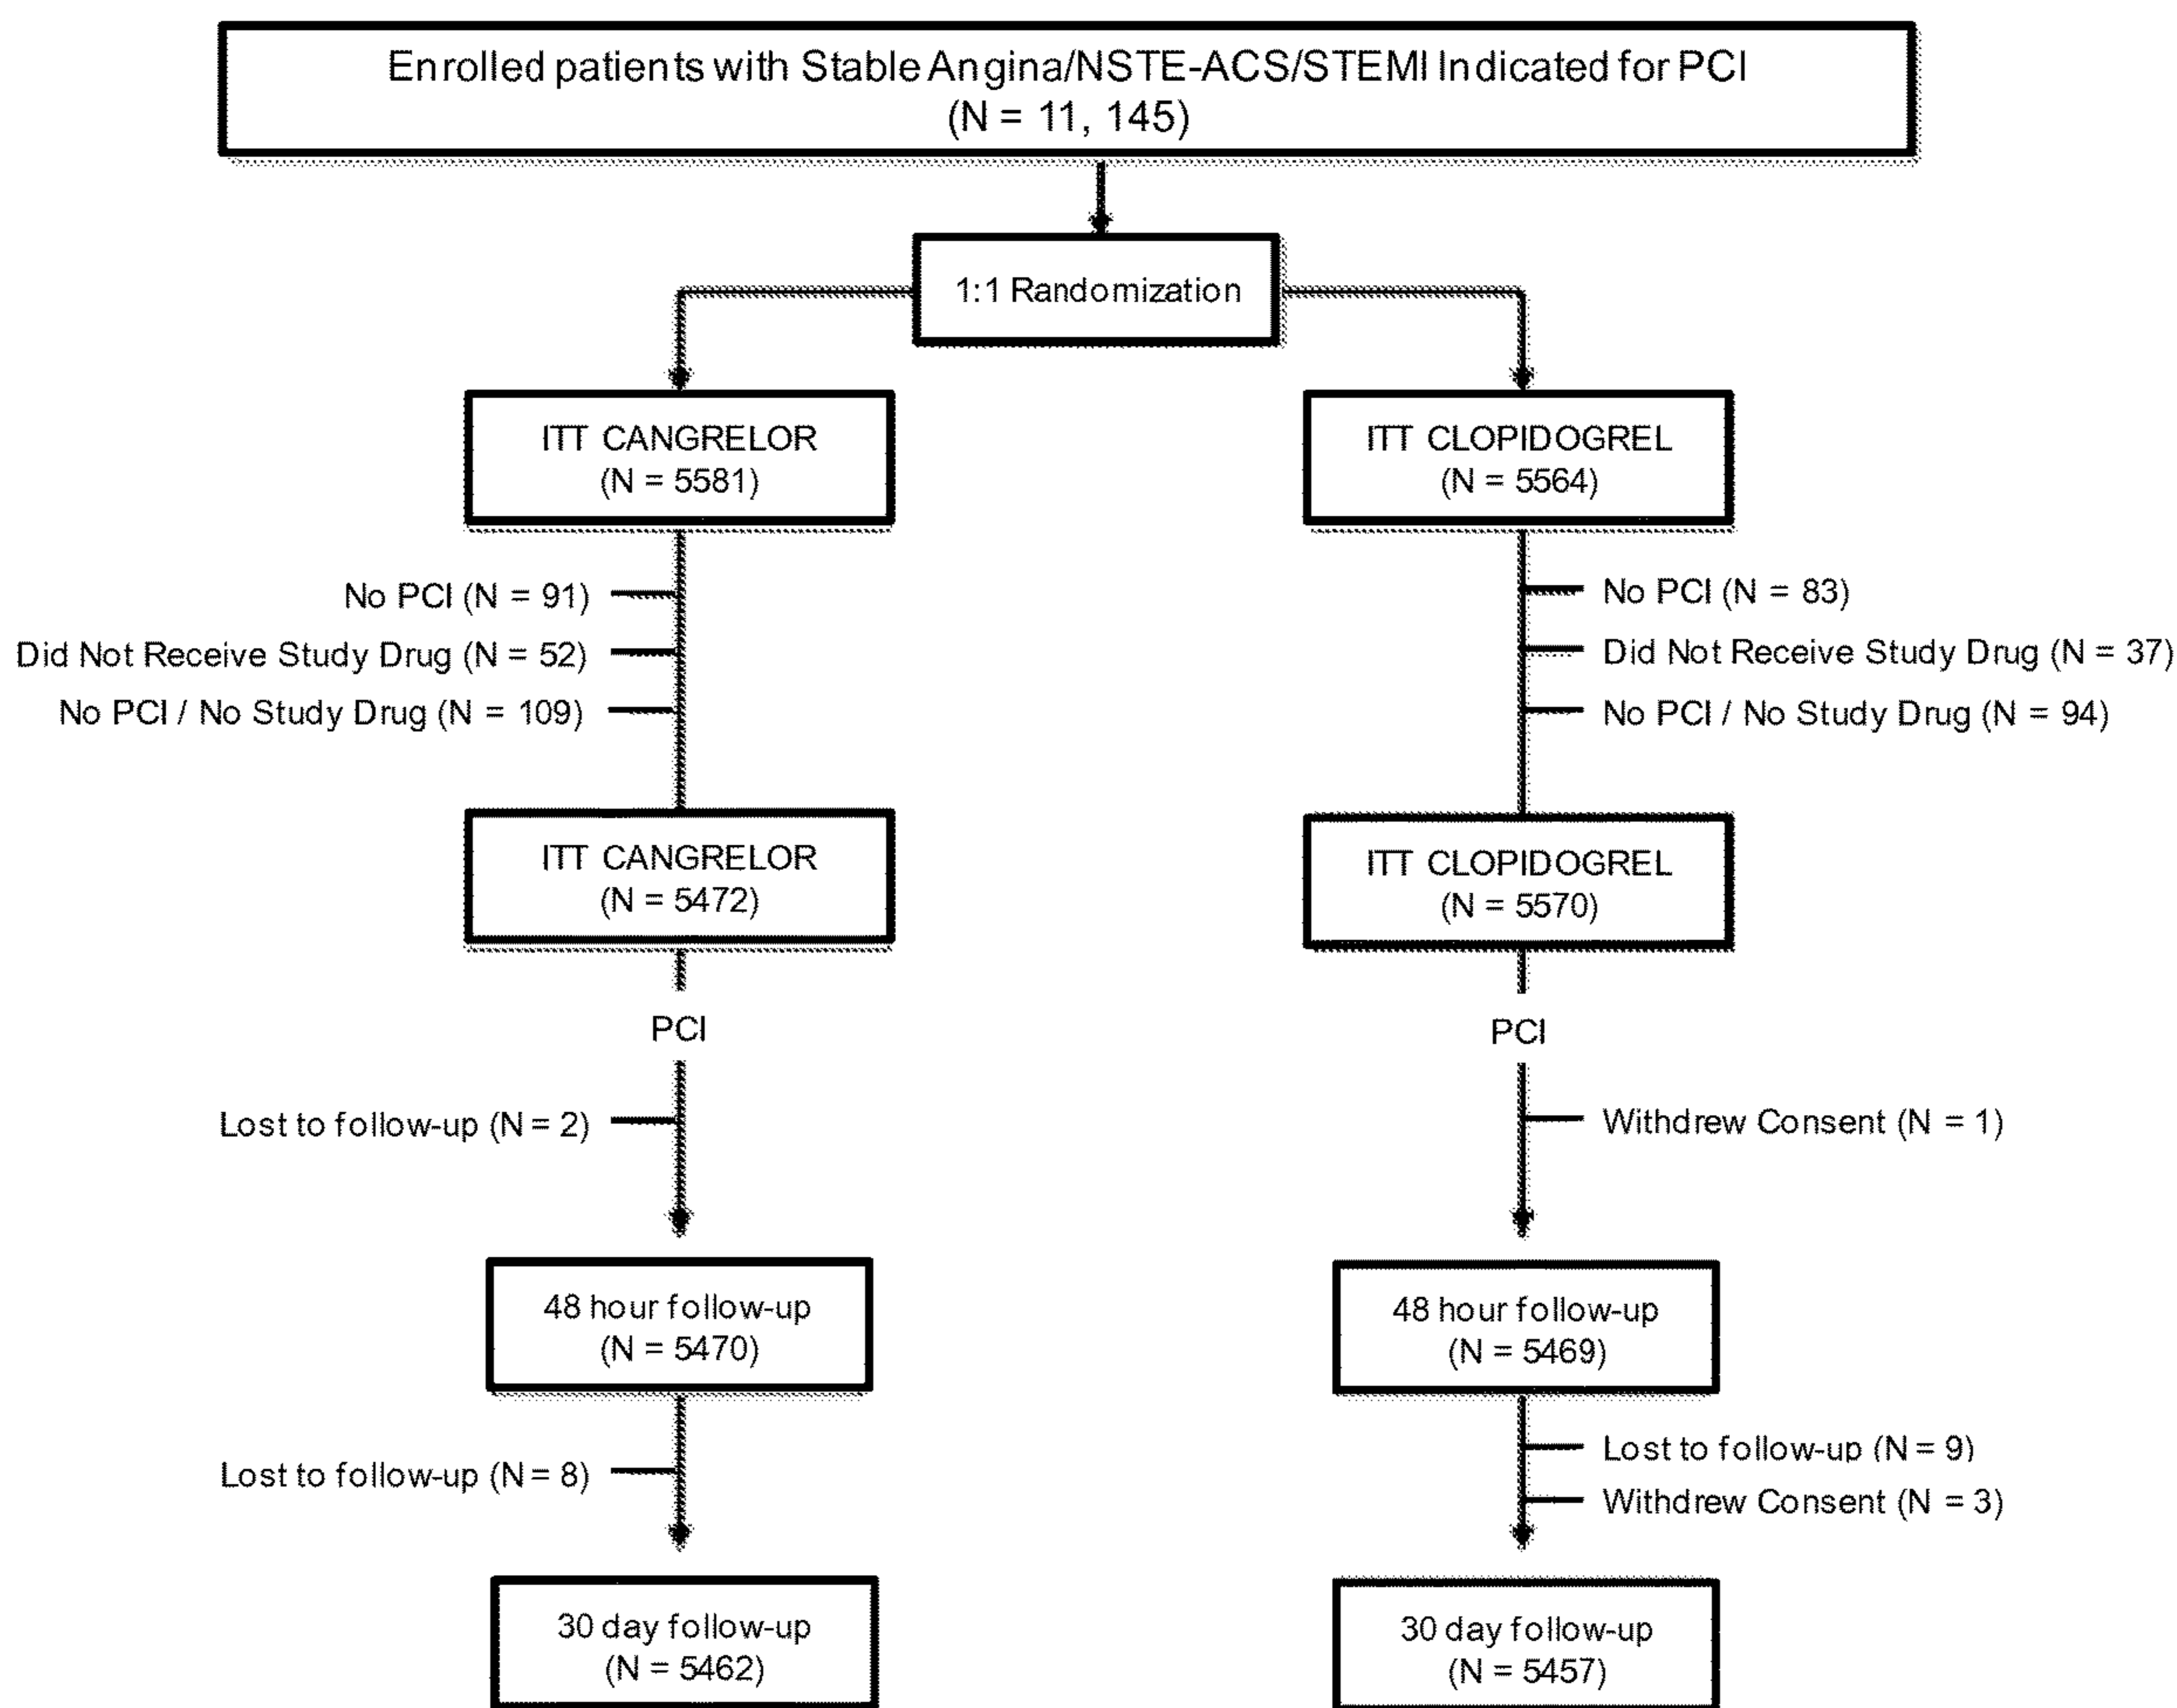 Enrolled patients with Stable Angina/NSTE-ACS/STEMI Indicated for PCI
(N = 11, 145)
1:1 Randomization
ITT CANGRELOR
(N = 5581)
ITT CLOPIDOGREL
(N = 5564)
No PCI (N = 91)
Did Not Receive Study Drug (N = 52)
No PCI / No Study Drug (N = 109)
No PCI (N = 83)
Did Not Receive Study Drug (N = 37)
No PCI / No Study Drug (N = 94)
ITT CANGRELOR
(N = 5472)
ITT CLOPIDOGREL
(N = 5570)
PCI
PCI
Lost to follow-up (N = 2)
Withdrew Consent (N = 1)
48 hour follow-up
(N = 5470)
48 hour follow-up
(N = 5469)
Lost to follow-up (N = 8)
Lost to follow-up (N = 9)
Withdrew Consent (N = 3)
30 day follow-up
(N = 5462)
30 day follow-up
(N = 5457)